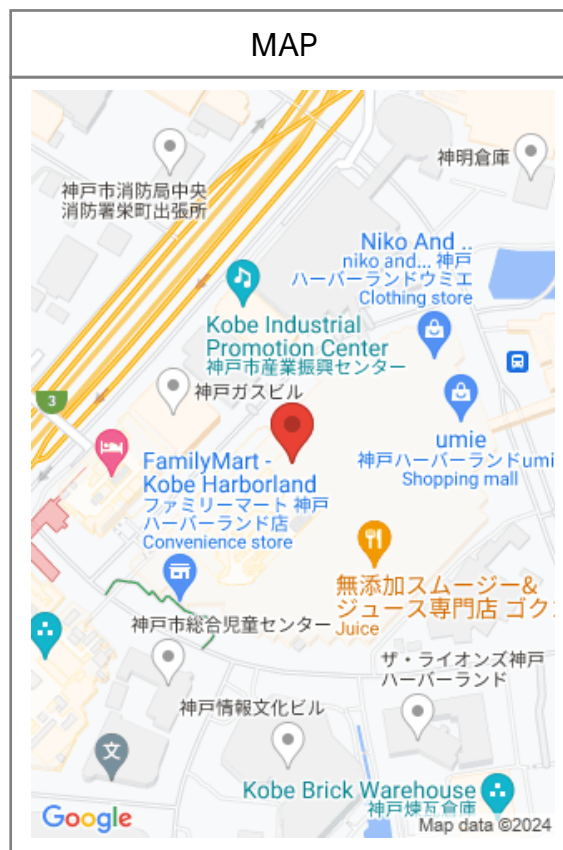 MAP
神明倉庫
神戸市消防局中央
消防署栄町出張所
Niko And ..
niko and... 神戸
ハーバーランドウミエ
Clothing store
Kobe Industrial
Promotion Center
神戸市産業振興センター
3
神戸ガスビル
umie
神戸ハーバーランドumi
Shopping mall
FamilyMart -
Kobe Harborland
ファミリーマート 神戸
ハーバーランド店
Convenience store
無添加スムージー&
ジュース専門店 ゴク
Juice
神戸市総合児童センター
ザ・ライオンズ神戸
ハーバーランド
神戸情報文化ビル
文
Kobe Brick Warehouse
神戸煉瓦倉庫
Google
Map data ©2024